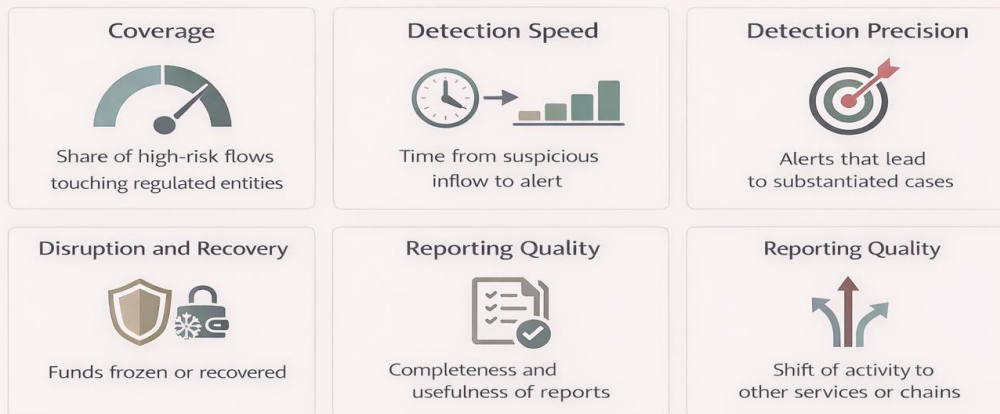 Coverage
Share of high-risk flows
touching regulated entities
Detection Speed
Time from suspicious
inflow to alert
Detection Precision
Alerts that lead
to substantiated cases
Disruption and Recovery
Funds frozen or recovered
Reporting Quality
Completeness and
usefulness of reports
Reporting Quality
Shift of activity to
other services or chains